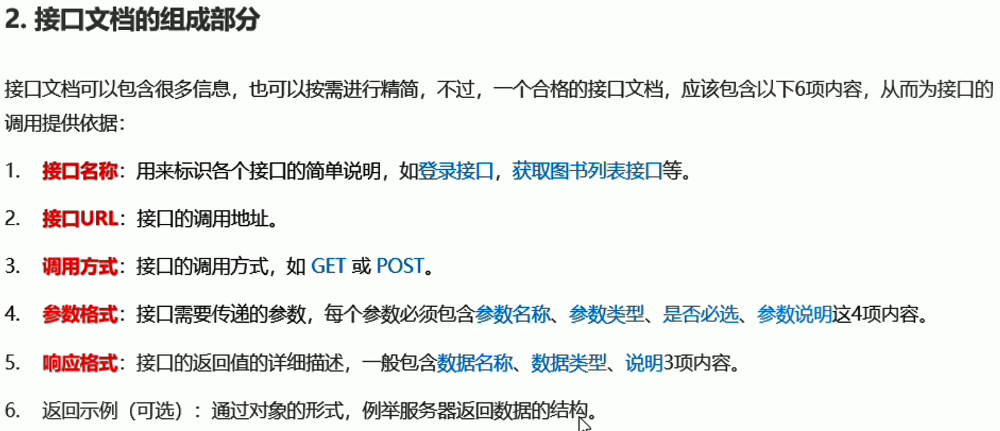 2. 接口文档的组成部分
接口文档可以包含很多信息，也可以按需进行精简，不过，一个合格的接口文档，应该包含以下6项内容，从而为接口的
调用提供依据：
1. 接口名称：用来标识各个接口的简单说明，如登录接口，获取图书列表接口等。
2. 接口URL：接口的调用地址。
3. 调用方式：接口的调用方式，如 GET 或 POST。
4. 参数格式：接口需要传递的参数，每个参数必须包含参数名称、参数类型、是否必选、参数说明这4项内容。
5. 响应格式：接口的返回值的详细描述，一般包含数据名称、数据类型、说明3项内容。
6. 返回示例（可选）：通过对象的形式，例举服务器返回数据的结构。